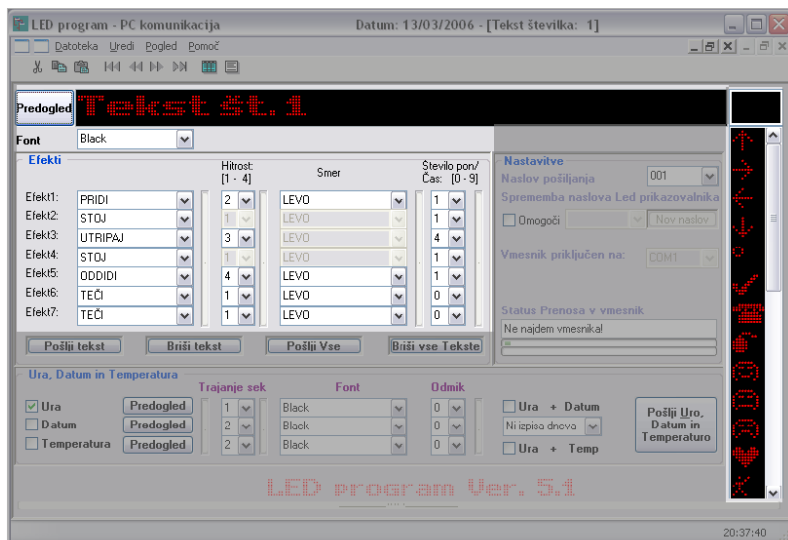 LED program - PC komunikacija Datum: 13/03/2006 - [Tekst številka: 1]
Datoteka Uredi Pogled Pomoč
Predogled Tekst št.1
Font Black
Efekti Hitrost: [1 - 4] Smer Število pon/ Čas: [0 - 9]
Efekt1: PRIDI 2 LEVO 1
Efekt2: STOJ 1 LEVO 1
Efekt3: UTRIPAJ 3 LEVO 4
Efekt4: STOJ 1 LEVO 1
Efekt5: ODDIDI 4 LEVO 1
Efekt6: TEČI 1 LEVO 0
Efekt7: TEČI 1 LEVO 0
Pošlji tekst Briši tekst Pošlji Vse Briši vse Tekste
Nastavitve
Naslov pošiljanja 001
Sprememba naslova Led prikazovalnika
Omogoči Nov naslov
Vmesnik priključen na: COM1
Status Prenosa v vmesnik
Ne najdem vmesnika!
Ura, Datum in Temperatura
Trajanje sek Font Odmik
Ura Predogled 1 Black 0
Datum Predogled 2 Black 0
Temperatura Predogled 2 Black 0
Ura + Datum
Ni izpisa dneva
Ura + Temp
Pošlji Uro,
Datum in
Temperaturo
LED program Ver. 5.1
20:37:40